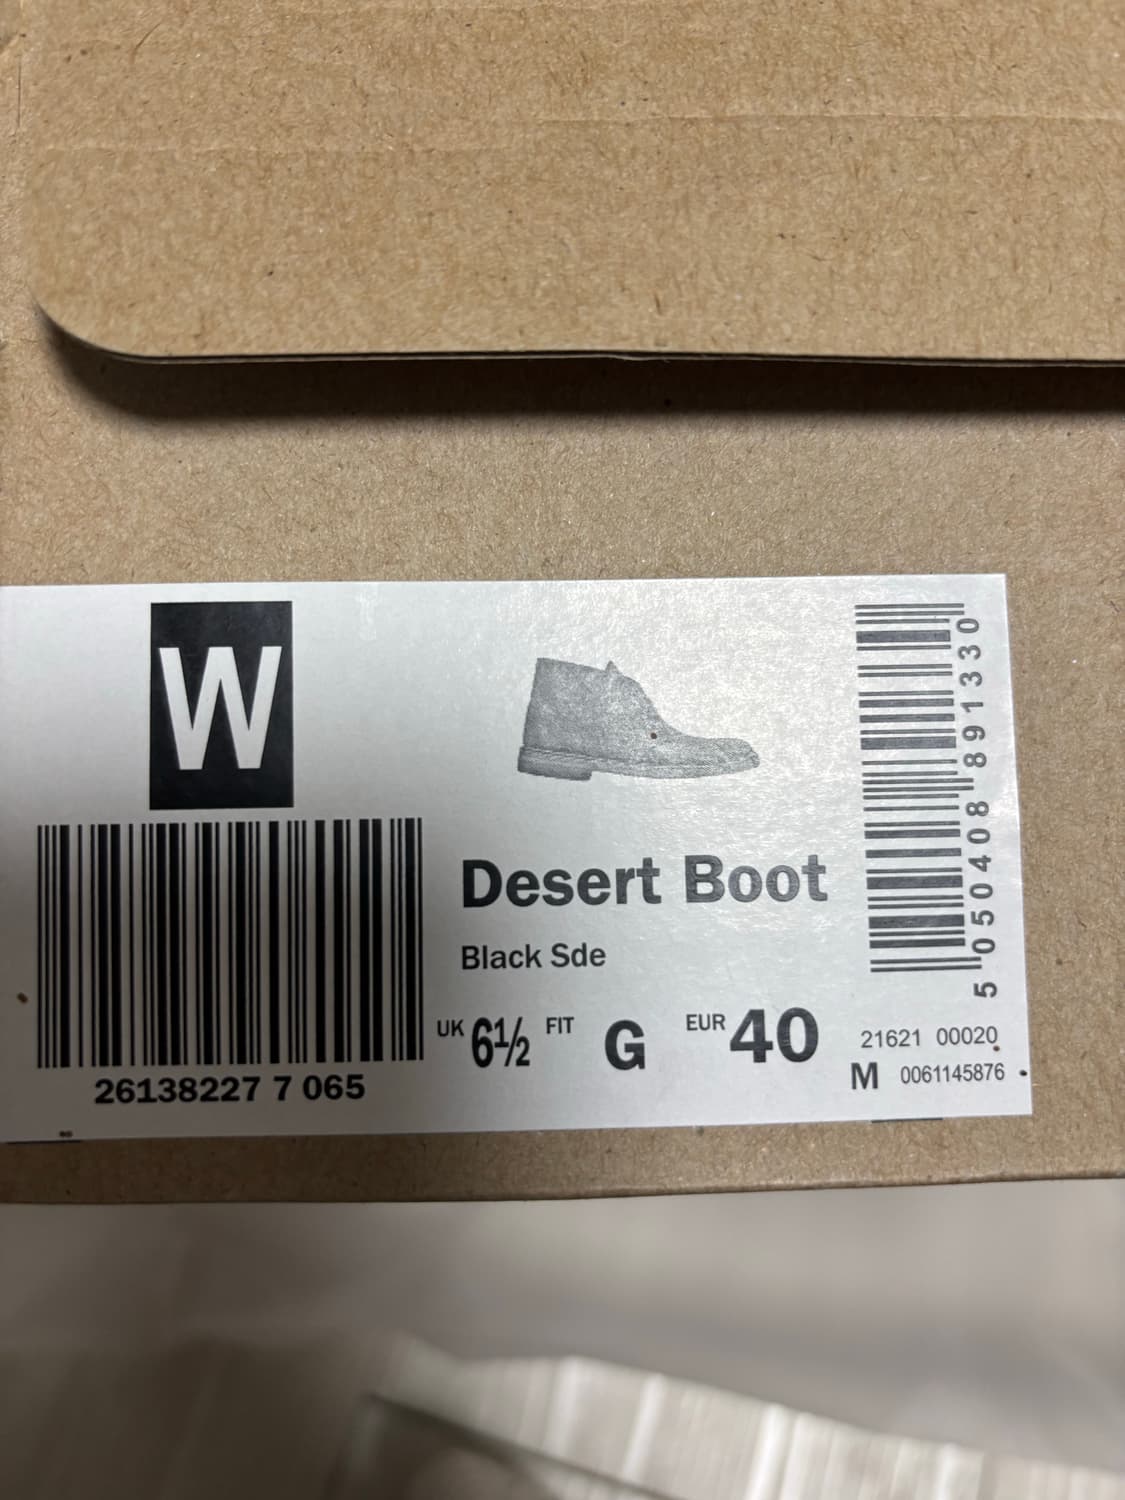 W
26138227 7 065
Desert Boot
Black Sde
UK 6½ FIT G EUR 40
5 050408 891330
21621 00020
M 0061145876